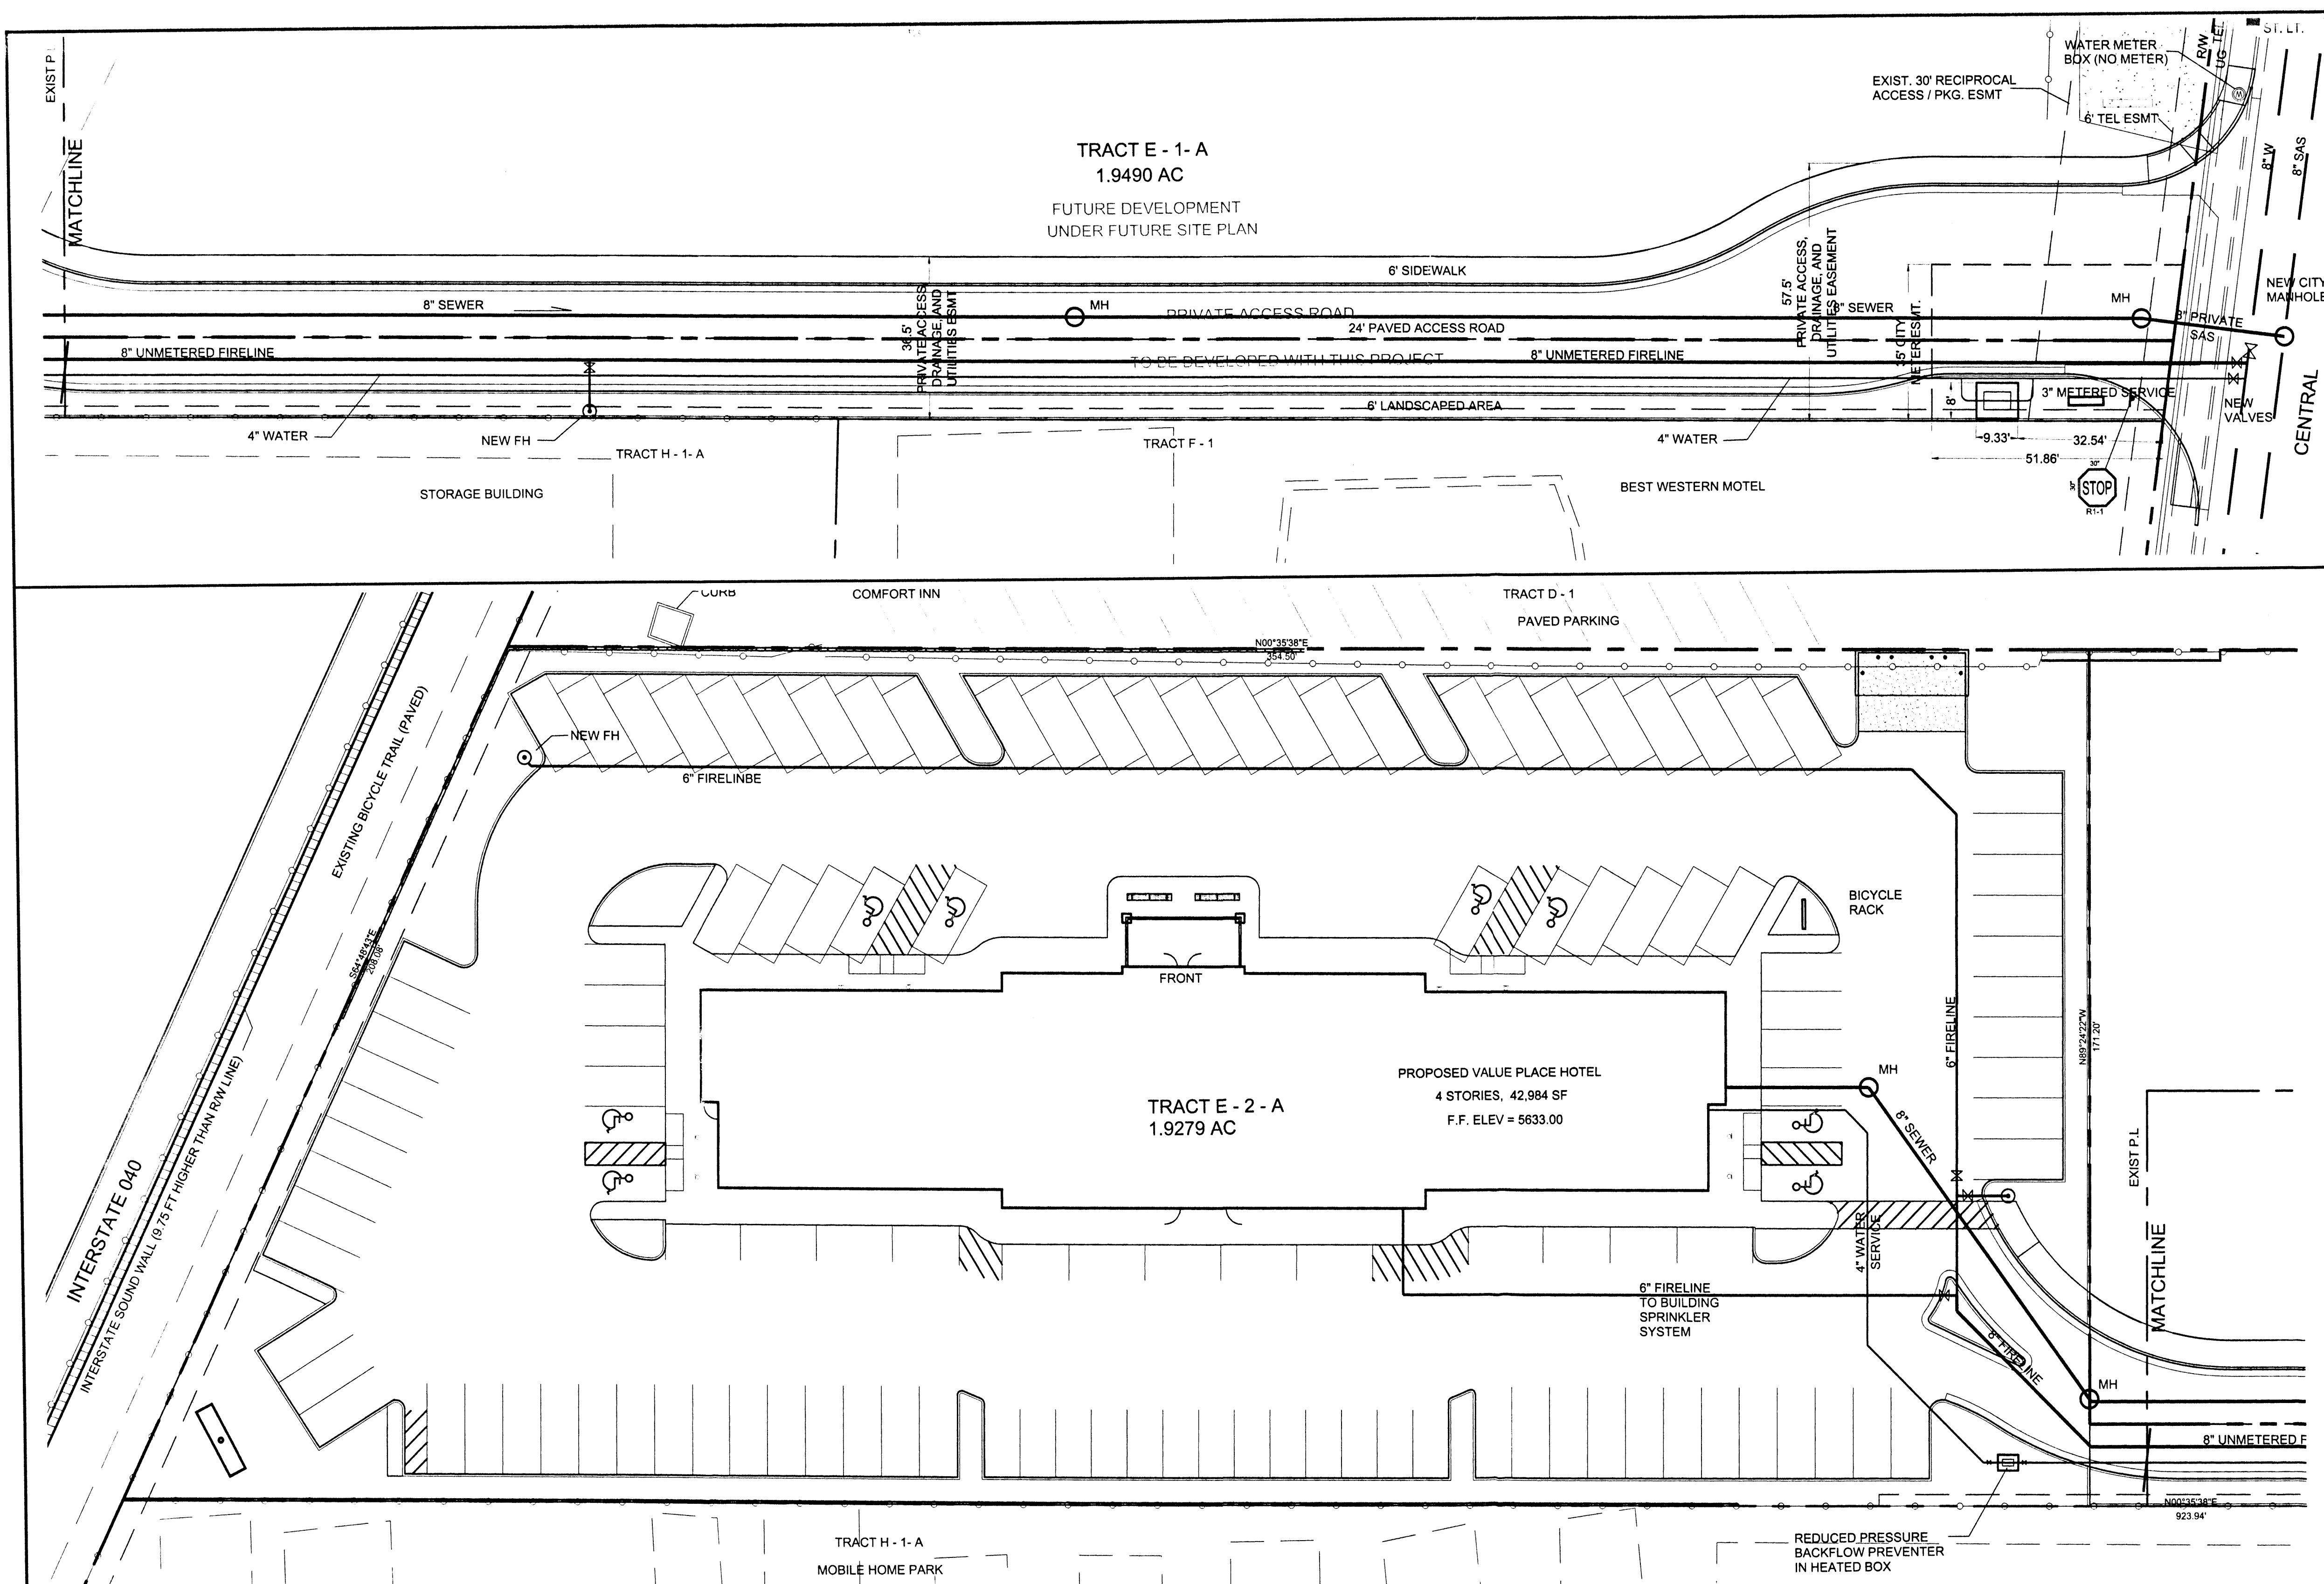 EXIST P
MATCHLINE
TRACT E - 1- A
1.9490 AC
FUTURE DEVELOPMENT
UNDER FUTURE SITE PLAN
EXIST. 30' RECIPROCAL
ACCESS / PKG. ESMT
WATER METER
BOX (NO METER)
R/W
UG TEL
ST. LT.
W
6' TEL ESMT
8" W
8" SAS
6' SIDEWALK
8" SEWER
MH
PRIVATE ACCESS ROAD
24' PAVED ACCESS ROAD
8" UNMETERED FIRELINE
TO BE DEVELOPED WITH THIS PROJECT
8" UNMETERED FIRELINE
36.5'
PRIVATE ACCESS,
DRAINAGE, AND
UTILITIES ESMT
57.5'
PRIVATE ACCESS,
DRAINAGE, AND
UTILITIES EASEMENT
8" SEWER
35' CITY
METER ESMT.
MH
8" PRIVATE
SAS
NEW CITY
MANHOLE
6' LANDSCAPED AREA
8'
3" METERED SERVICE
NEW
VALVES
CENTRAL
4" WATER
NEW FH
TRACT H - 1- A
TRACT F - 1
4" WATER
9.33'
32.54'
51.86'
STORAGE BUILDING
BEST WESTERN MOTEL
30"
30"
STOP
R1-1
CURB
COMFORT INN
TRACT D - 1
PAVED PARKING
N00°35'38"E
354.50'
NEW FH
6" FIRELINBE
EXISTING BICYCLE TRAIL (PAVED)
S64°48'43"E
208.08'
INTERSTATE 040
INTERSTATE SOUND WALL (9.75 FT HIGHER THAN R/W LINE)
FRONT
BICYCLE
RACK
6" FIRELINE
N89°24'22"W
171.20'
PROPOSED VALUE PLACE HOTEL
4 STORIES, 42,984 SF
F.F. ELEV = 5633.00
TRACT E - 2 - A
1.9279 AC
MH
8" SEWER
EXIST P.L
MATCHLINE
4" WATER
SERVICE
6" FIRELINE
TO BUILDING
SPRINKLER
SYSTEM
8" FIRELINE
MH
8" UNMETERED F
N00°35'38"E
923.94'
TRACT H - 1- A
MOBILE HOME PARK
REDUCED PRESSURE
BACKFLOW PREVENTER
IN HEATED BOX